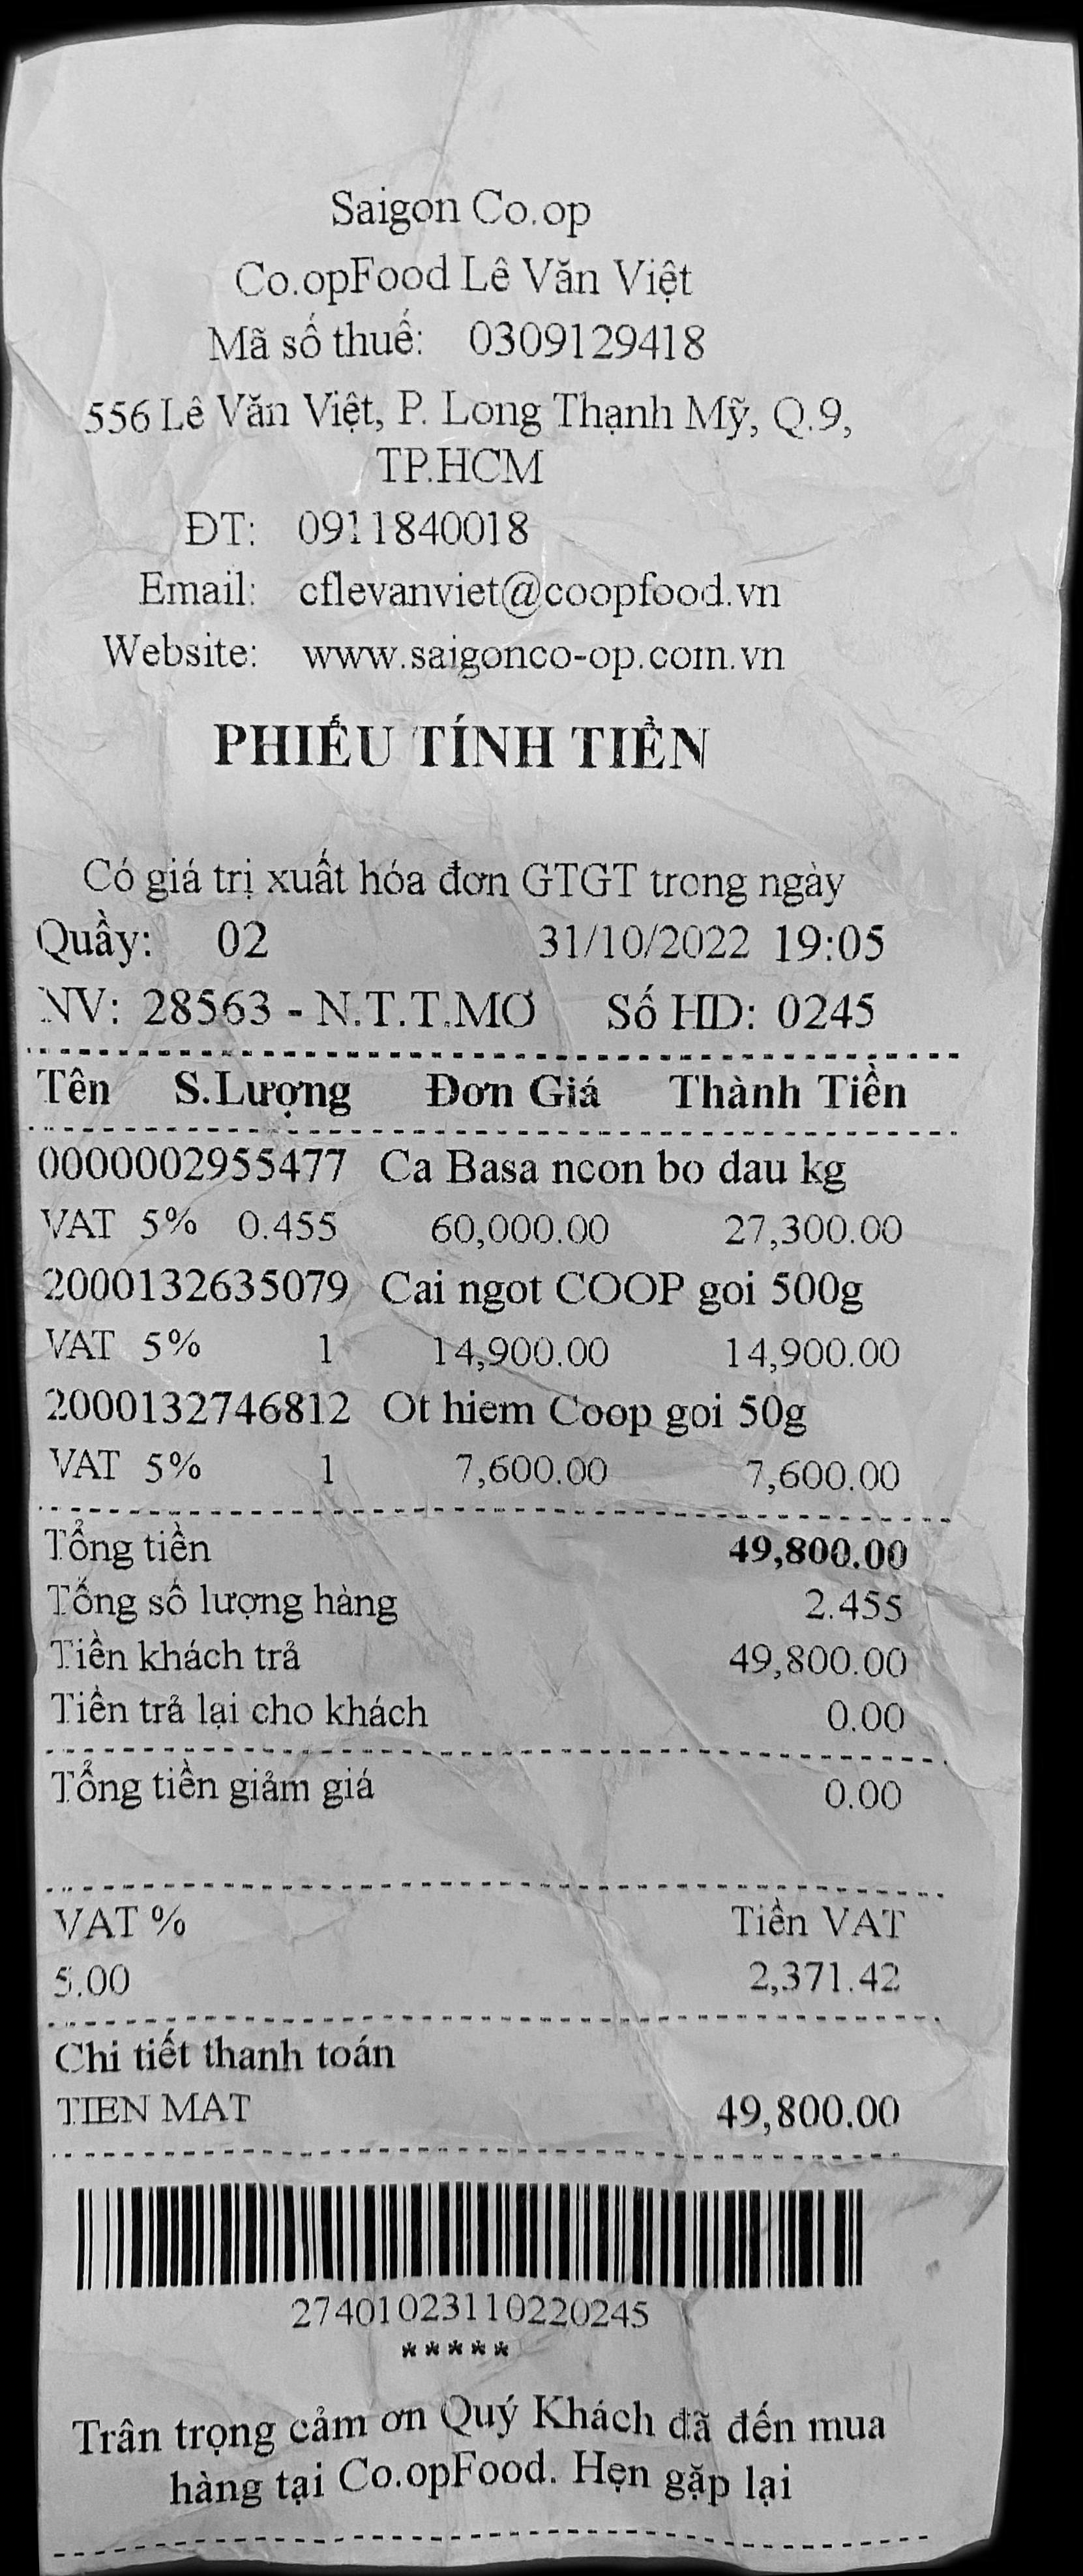 Saigon Co.op
Co.opFood Lê Văn Việt
Mã số thuế: 0309129418
556 Lê Văn Việt, P. Long Thạnh Mỹ, Q.9,
TP.HCM
ĐT: 0911840018
Email: cflevanviet@coopfood.vn
Website: www.saigonco-op.com.vn
PHIẾU TÍNH TIỀN
Có giá trị xuất hóa đơn GTGT trong ngày
Quầy: 02 31/10/2022 19:05
NV: 28563 - N.T.T.MƠ Số HD: 0245
Tên S.Lượng Đơn Giá Thành Tiền
0000002955477 Ca Basa ncon bo dau kg
VAT 5% 0.455 60,000.00 27,300.00
2000132635079 Cai ngot COOP goi 500g
VAT 5% 1 14,900.00 14,900.00
2000132746812 Ot hiem Coop goi 50g
VAT 5% 1 7,600.00 7,600.00
Tổng tiền 49,800.00
Tổng số lượng hàng 2.455
Tiền khách trả 49,800.00
Tiền trả lại cho khách 0.00
Tổng tiền giảm giá 0.00
VAT % Tiền VAT
5.00 2,371.42
Chi tiết thanh toán
TIEN MAT 49,800.00
27401023110220245
*****
Trân trọng cảm ơn Quý Khách đã đến mua
hàng tại Co.opFood. Hẹn gặp lại